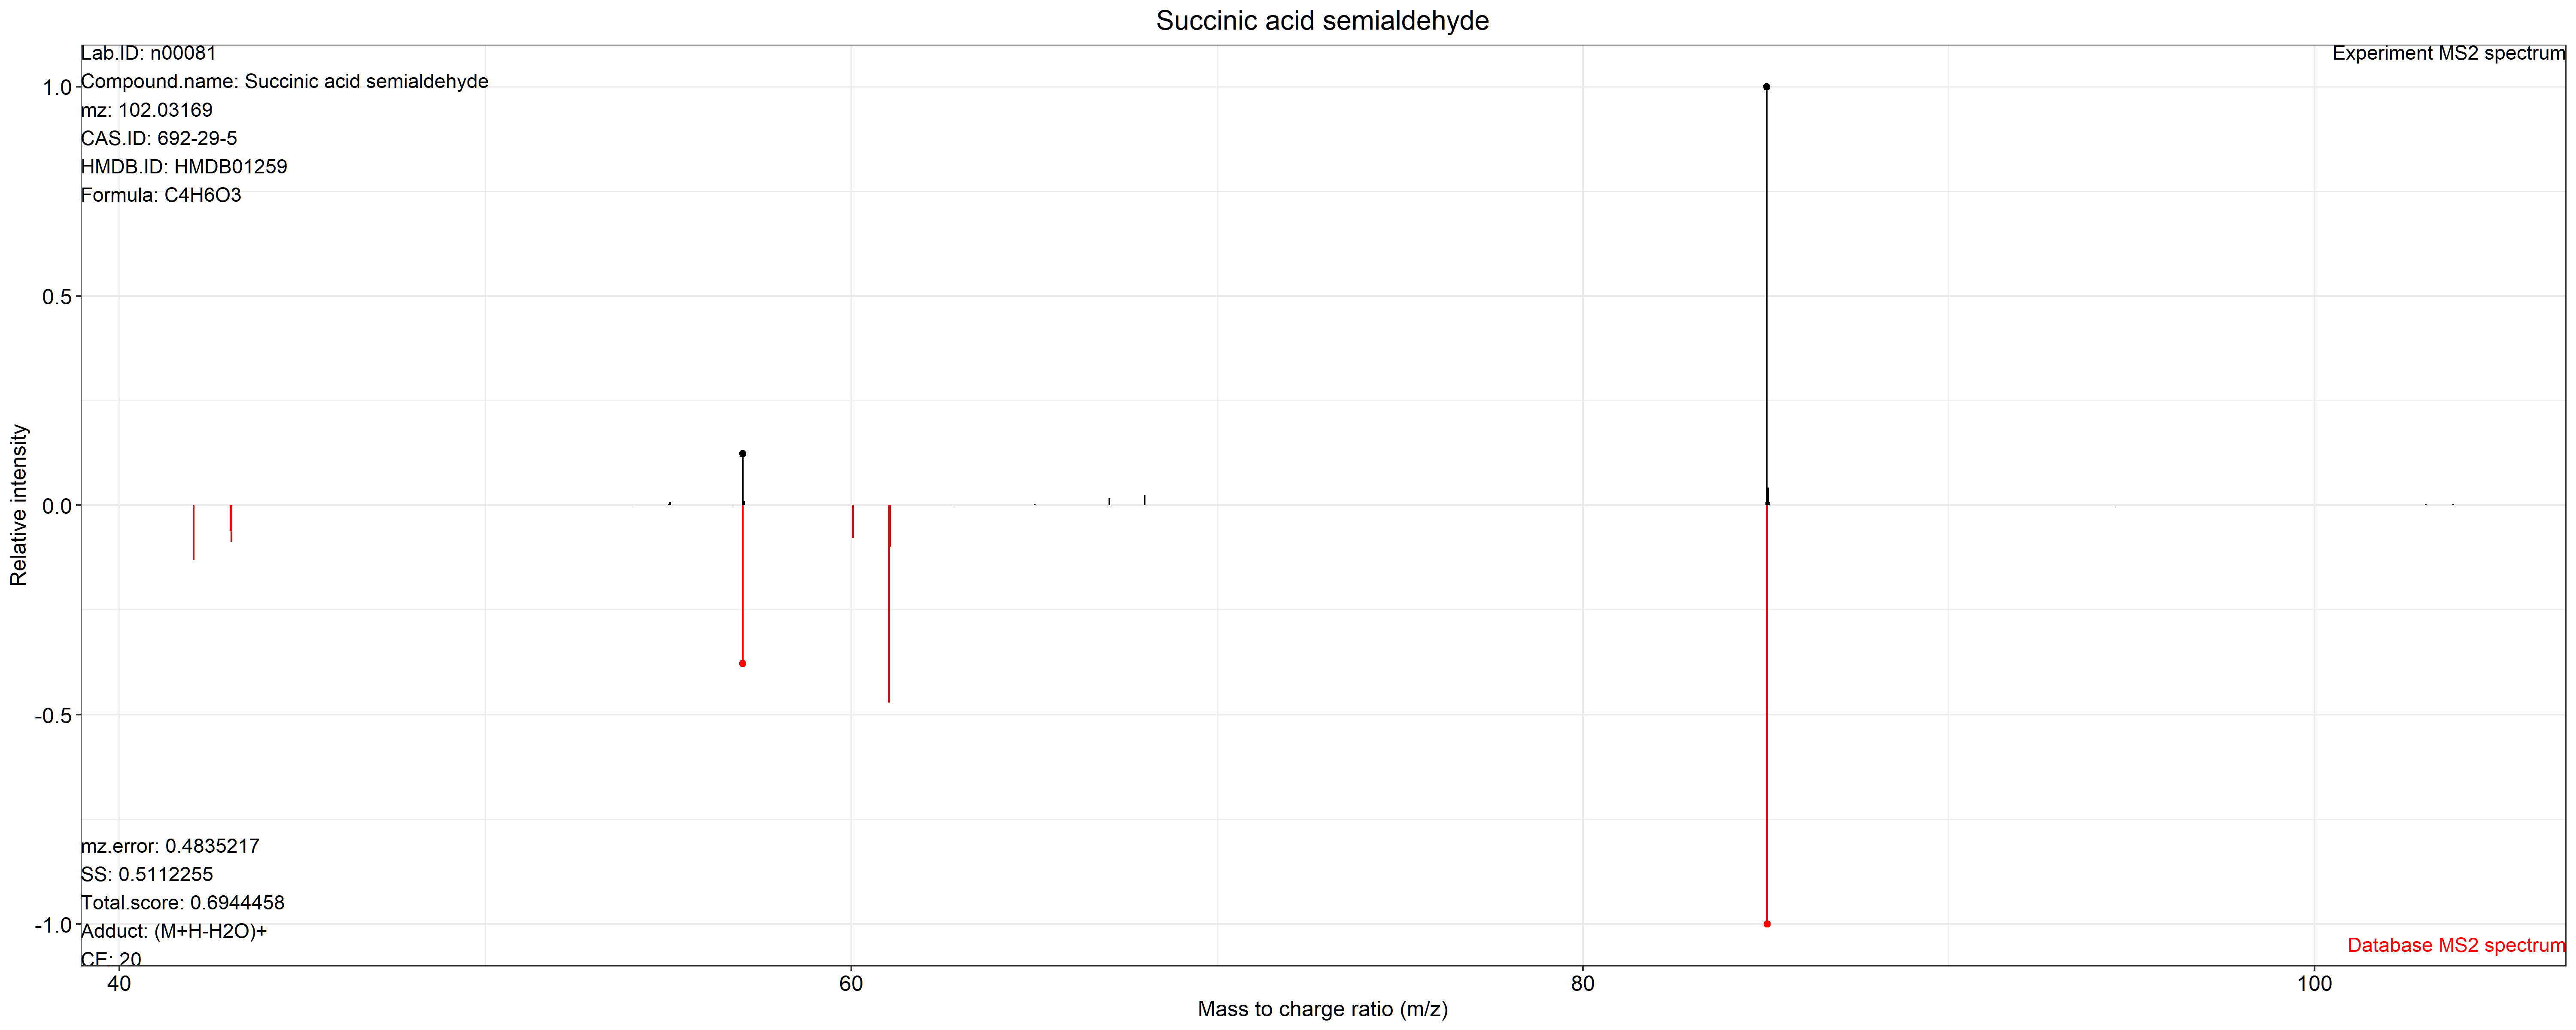 Succinic acid semialdehyde
Lab.ID: n00081
Compound.name: Succinic acid semialdehyde
mz: 102.03169
CAS.ID: 692-29-5
HMDB.ID: HMDB01259
Formula: C4H6O3
Experiment MS2 spectrum
1.0
0.5
0.0
-0.5
-1.0
Relative intensity
mz.error: 0.4835217
SS: 0.5112255
Total.score: 0.6944458
Adduct: (M+H-H2O)+
CE: 20
Database MS2 spectrum
40
60
80
100
Mass to charge ratio (m/z)